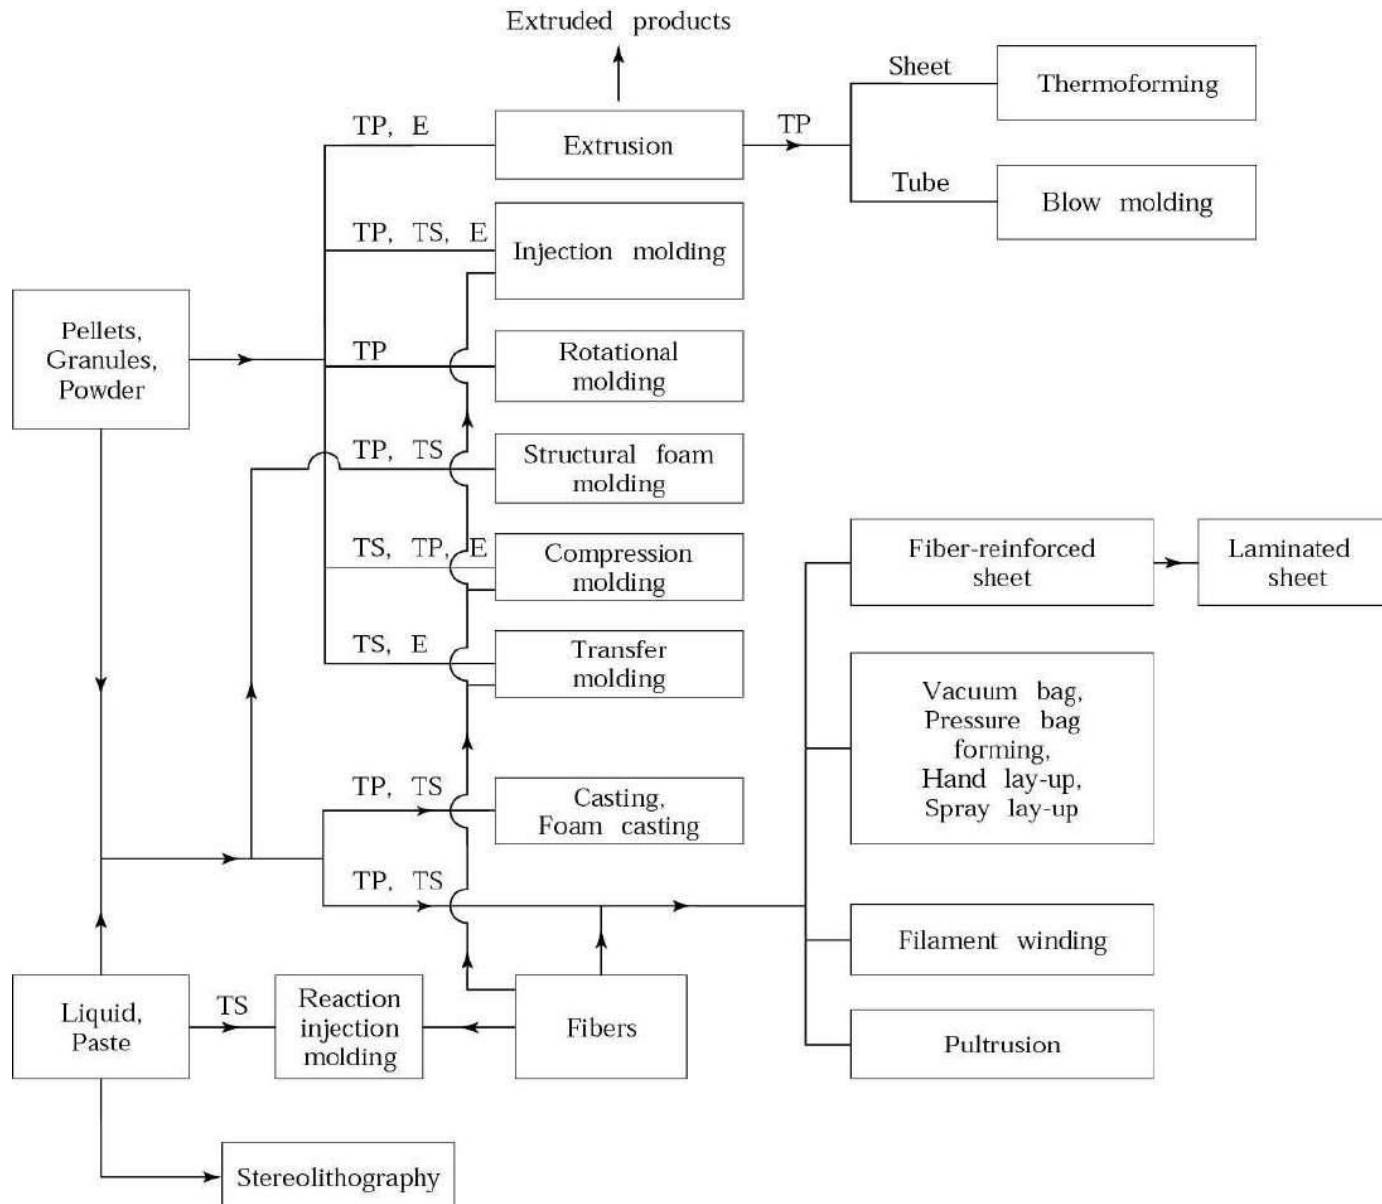 Extruded products
Sheet
Thermoforming
TP, E
Extrusion
TP
Tube
Blow molding
TP, TS, E
Injection molding
Pellets,
Granules,
Powder
TP
Rotational
molding
TP, TS
Structural foam
molding
TS, TP, E
Compression
molding
Fiber-reinforced
sheet
Laminated
sheet
TS, E
Transfer
molding
Vacuum bag,
Pressure bag
forming,
Hand lay-up,
Spray lay-up
TP, TS
Casting,
Foam casting
TP, TS
Filament winding
Liquid,
Paste
TS
Reaction
injection
molding
Fibers
Pultrusion
Stereolithography